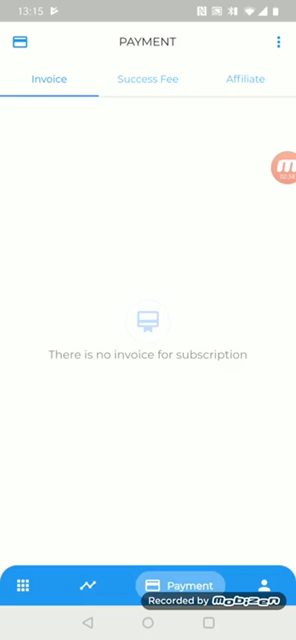 13:15
PAYMENT
Invoice
Success Fee
Affiliate
There is no invoice for subscription
Payment
Recorded by mobizen